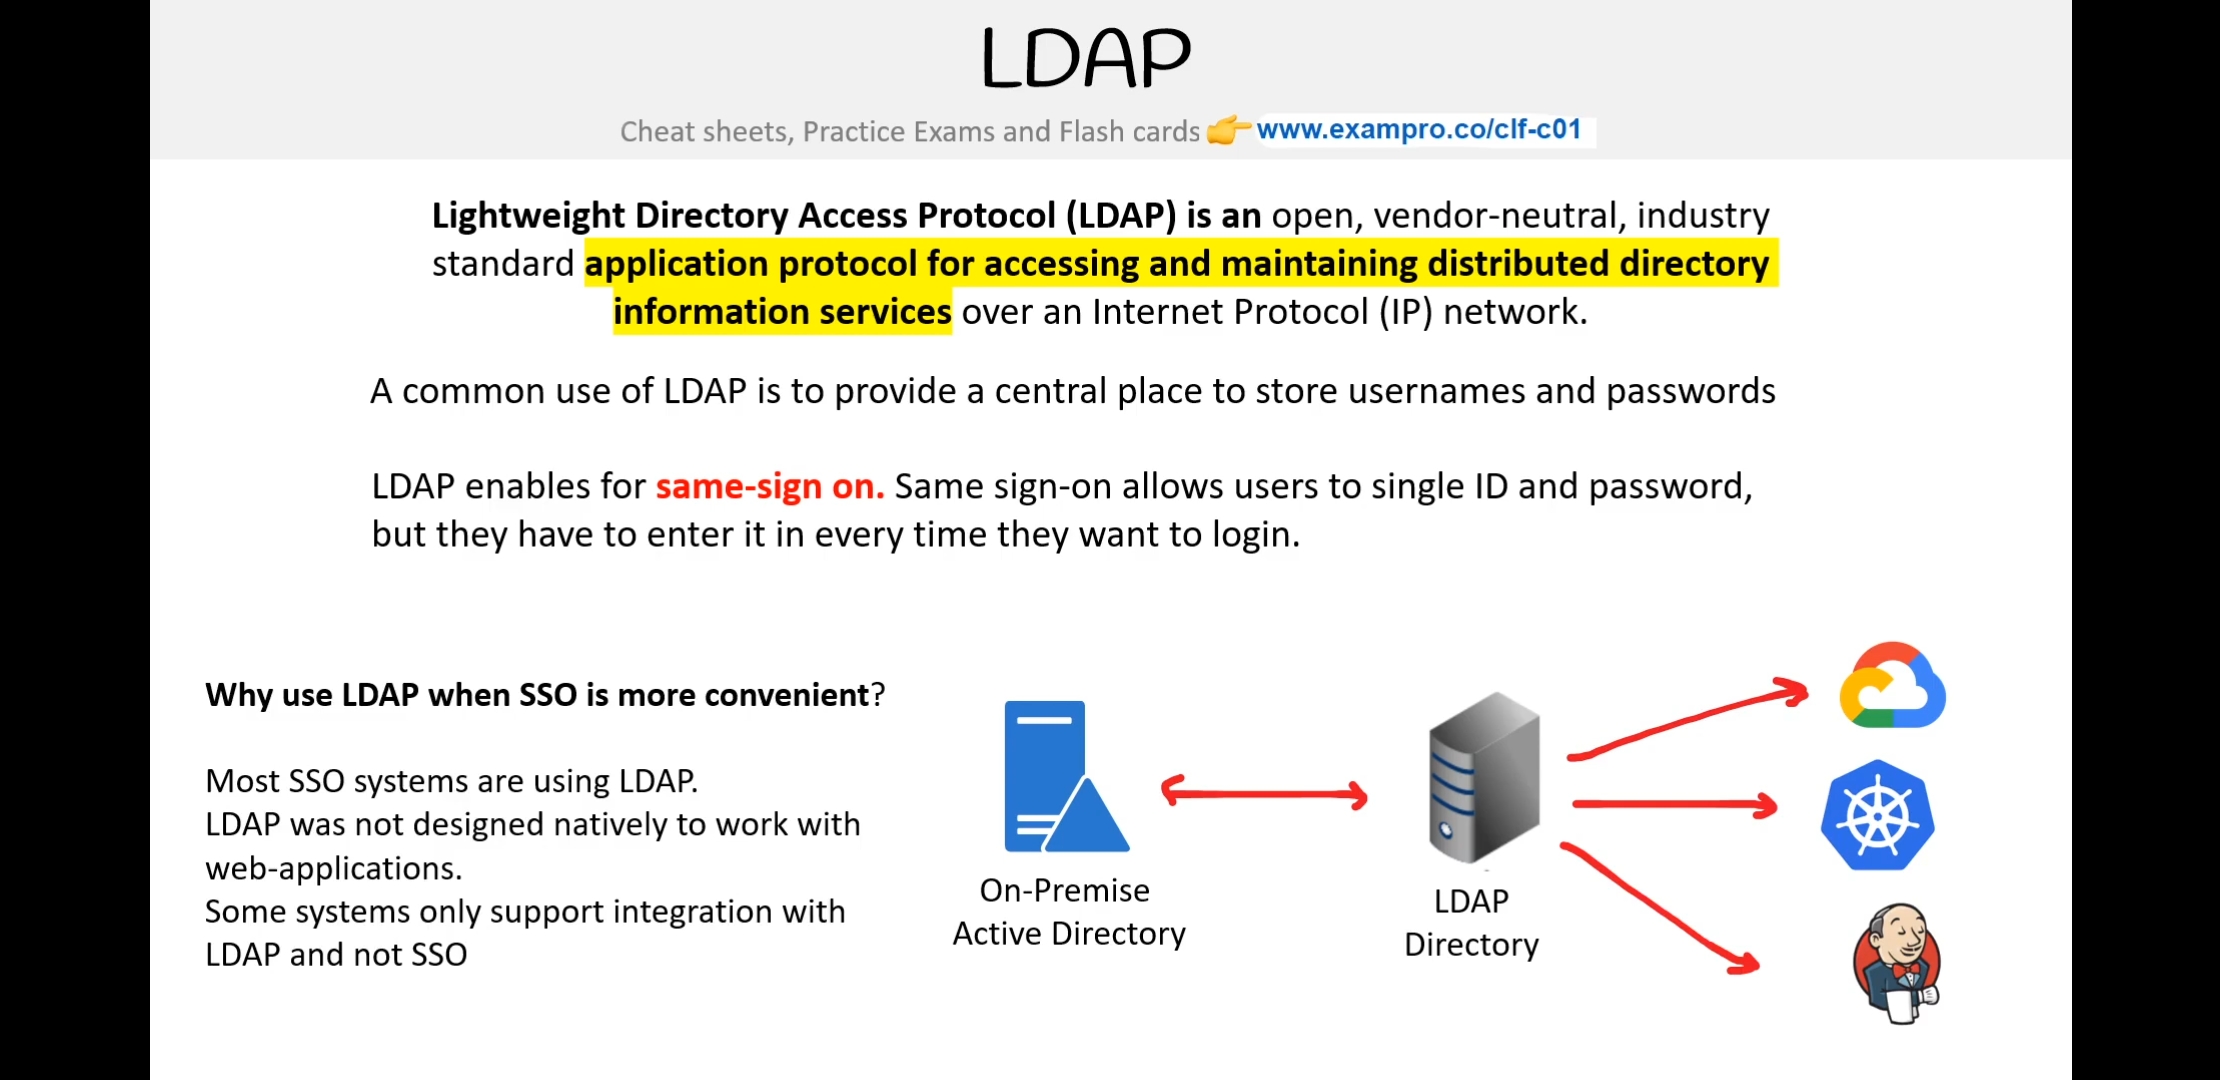 LDAP
Cheat sheets, Practice Exams and Flash cards 👉 www.exampro.co/clf-c01
Lightweight Directory Access Protocol (LDAP) is an open, vendor-neutral, industry
standard application protocol for accessing and maintaining distributed directory
information services over an Internet Protocol (IP) network.
A common use of LDAP is to provide a central place to store usernames and passwords
LDAP enables for same-sign on. Same sign-on allows users to single ID and password,
but they have to enter it in every time they want to login.
Why use LDAP when SSO is more convenient?
Most SSO systems are using LDAP.
LDAP was not designed natively to work with
web-applications.
Some systems only support integration with
LDAP and not SSO
On-Premise
Active Directory
LDAP
Directory